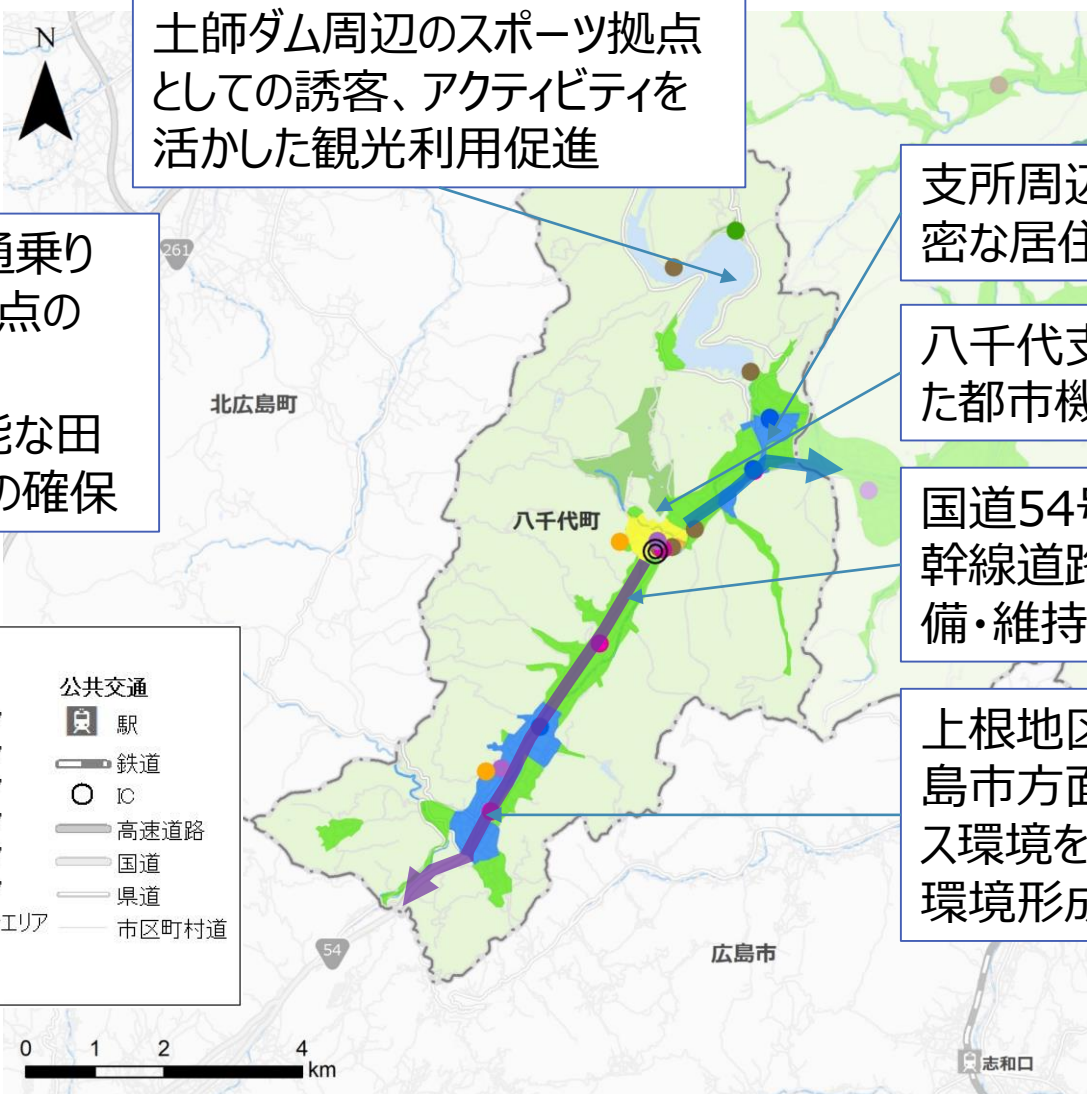 N
土師ダム周辺のスポーツ拠点
としての誘客、アクティビティを
活かした観光利用促進
支所周辺
密な居住
通乗り
点の
能な田
の確保
261
北広島町
八千代支
た都市機
八千代町
国道54号
幹線道路
備・維持
公共交通
駅
鉄道
IC
高速道路
国道
県道
エリア
市区町村道
上根地区
島市方面
ス環境を
環境形成
54
広島市
0 1 2 4
km
志和口